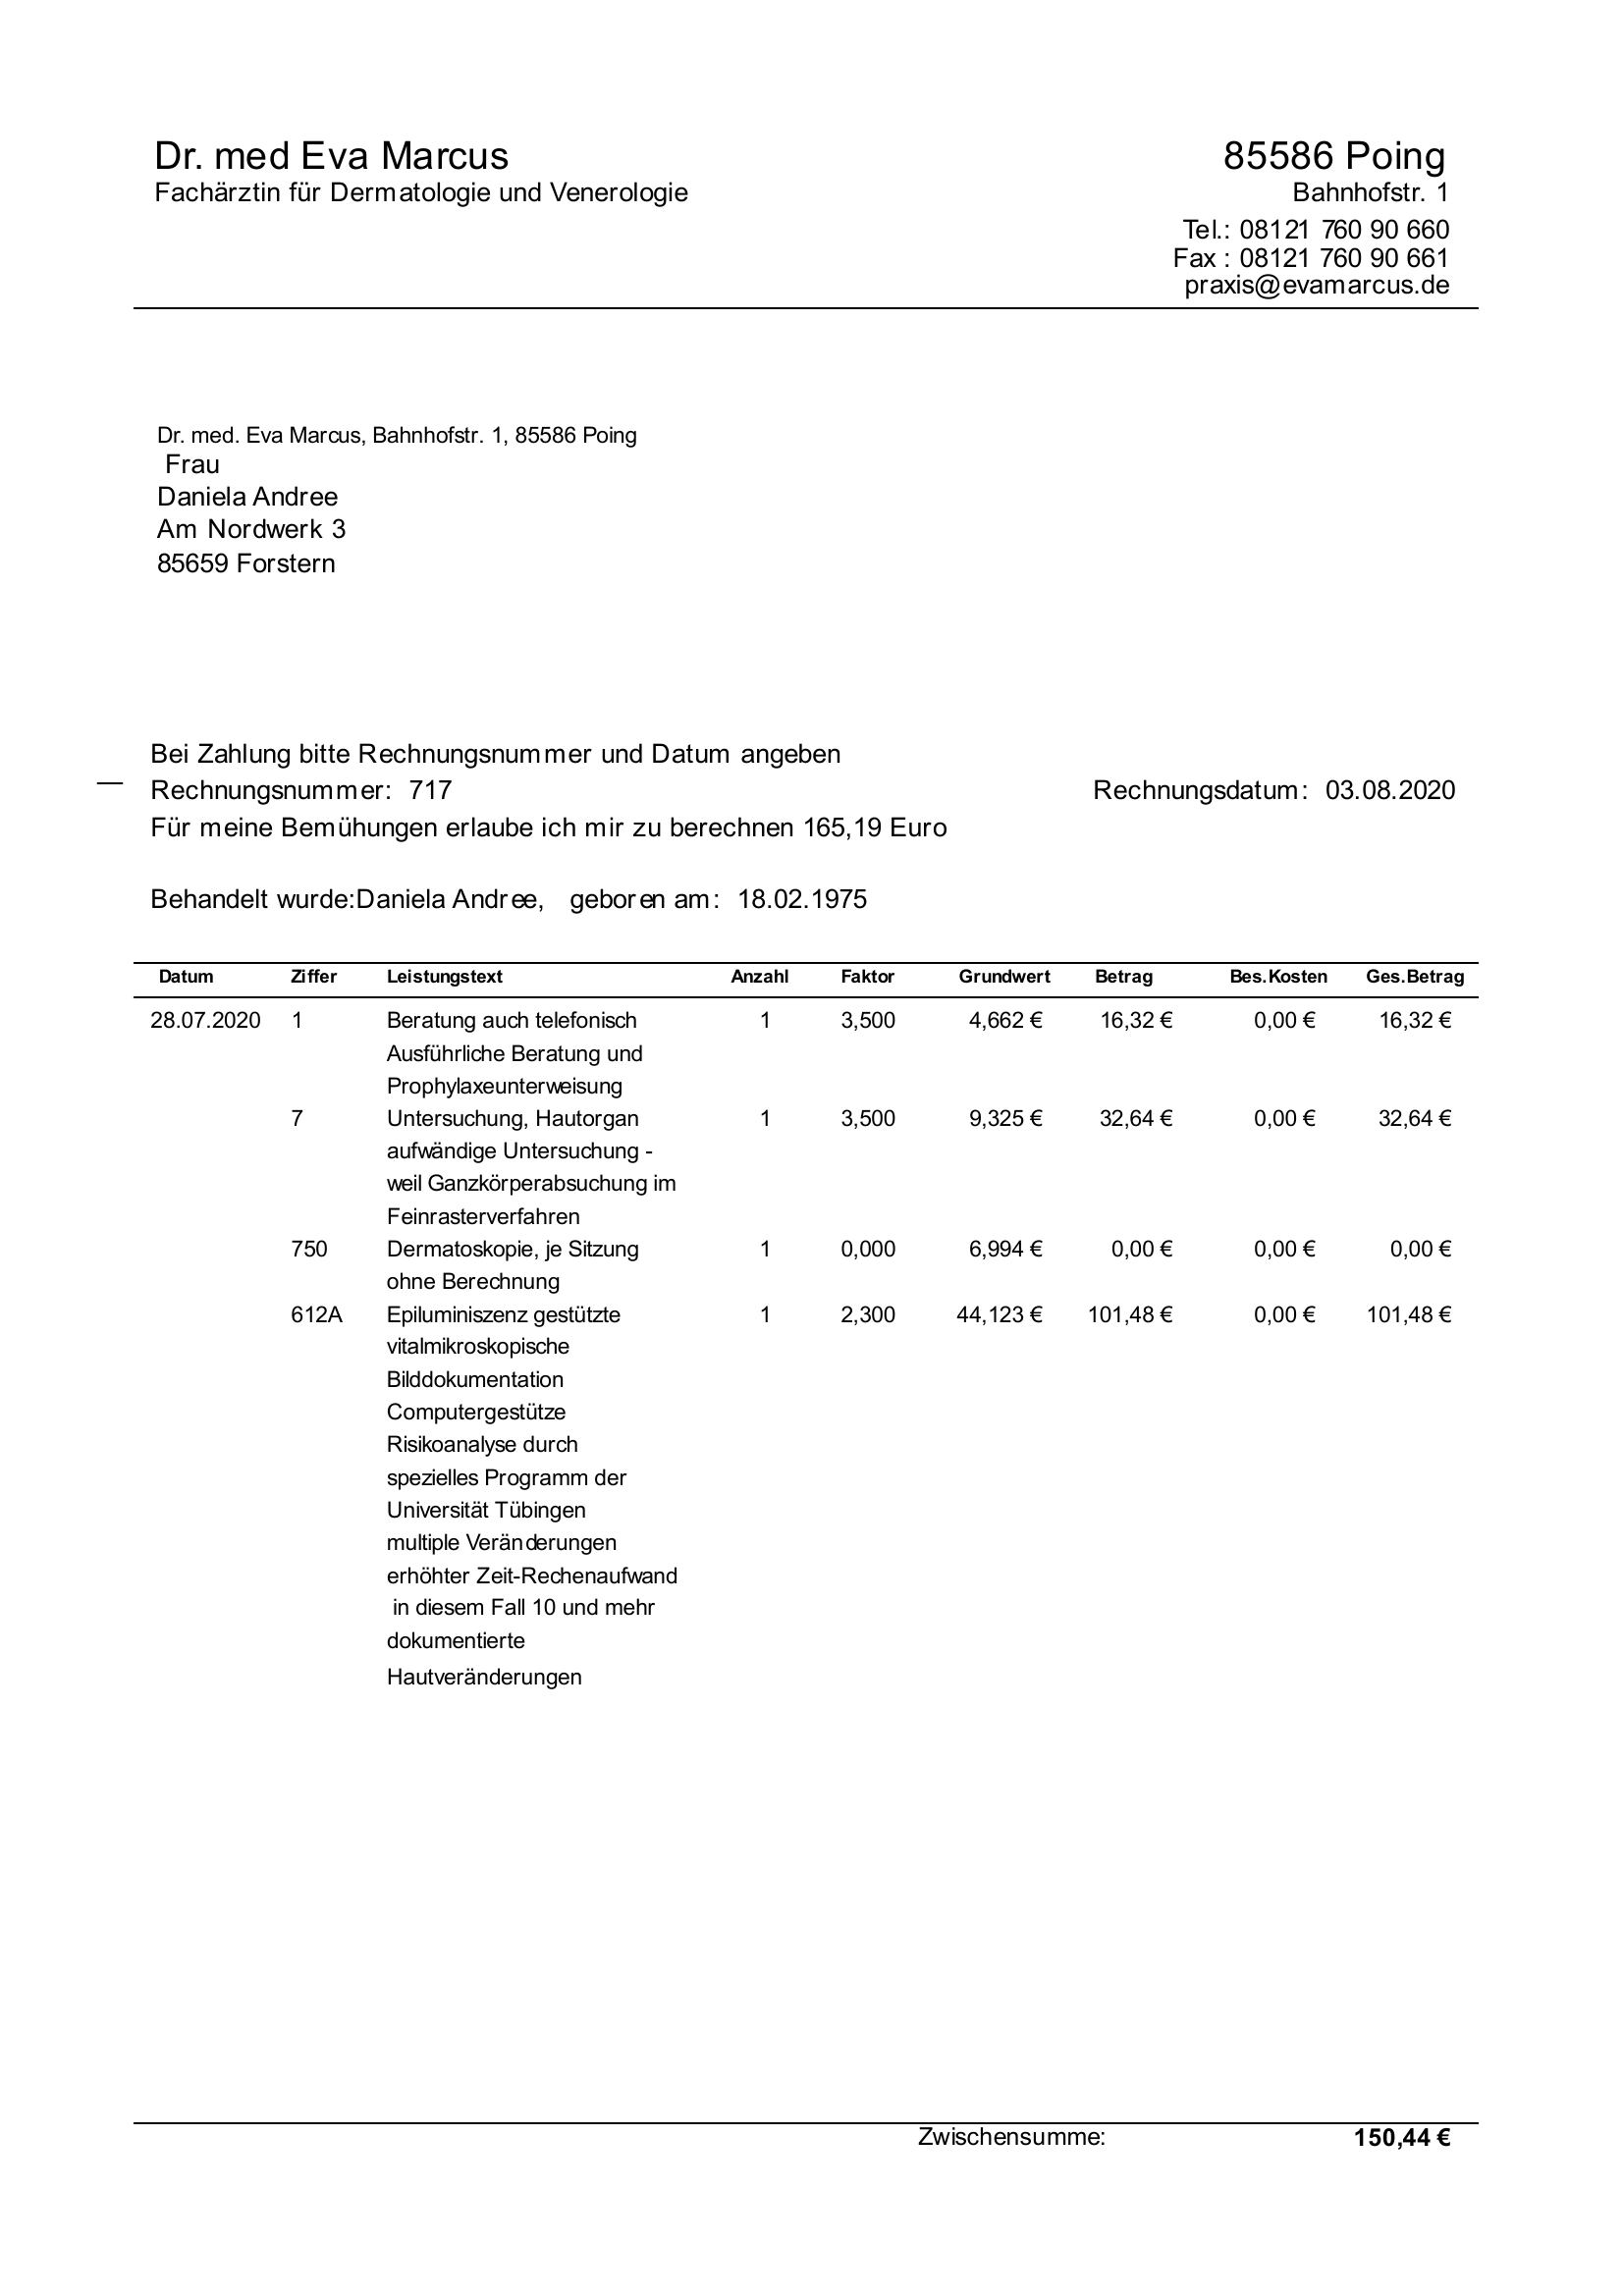 Dr. med Eva Marcus 85586 Poing
Fachärztin für Dermatologie und Venerologie Bahnhofstr. 1
Tel.: 08121 760 90 660
Fax : 08121 760 90 661
praxis@evamarcus.de
Dr. med. Eva Marcus, Bahnhofstr. 1, 85586 Poing
Frau
Daniela Andree
Am Nordwerk 3
85659 Forstern
Bei Zahlung bitte Rechnungsnummer und Datum angeben
Rechnungsnummer: 717 Rechnungsdatum: 03.08.2020
Für meine Bemühungen erlaube ich mir zu berechnen 165,19 Euro
Behandelt wurde:Daniela Andree, geboren am: 18.02.1975
Datum Ziffer Leistungstext Anzahl Faktor Grundwert Betrag Bes.Kosten Ges.Betrag
28.07.2020 1 Beratung auch telefonisch 1 3,500 4,662 € 16,32 € 0,00 € 16,32 €
Ausführliche Beratung und
Prophylaxeunterweisung
7 Untersuchung, Hautorgan 1 3,500 9,325 € 32,64 € 0,00 € 32,64 €
aufwändige Untersuchung -
weil Ganzkörperabsuchung im
Feinrasterverfahren
750 Dermatoskopie, je Sitzung 1 0,000 6,994 € 0,00 € 0,00 € 0,00 €
ohne Berechnung
612A Epiluminiszenz gestützte 1 2,300 44,123 € 101,48 € 0,00 € 101,48 €
vitalmikroskopische
Bilddokumentation
Computergestütze
Risikoanalyse durch
spezielles Programm der
Universität Tübingen
multiple Veränderungen
erhöhter Zeit-Rechenaufwand
in diesem Fall 10 und mehr
dokumentierte
Hautveränderungen
Zwischensumme: 150,44 €